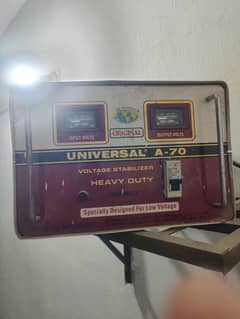 INPUT VOLTS
OUTPUT VOLTS
ORIGINAL
UNIVERSAL® A-70
VOLTAGE STABILIZER
HEAVY DUTY
Specially Designed For Low Voltage